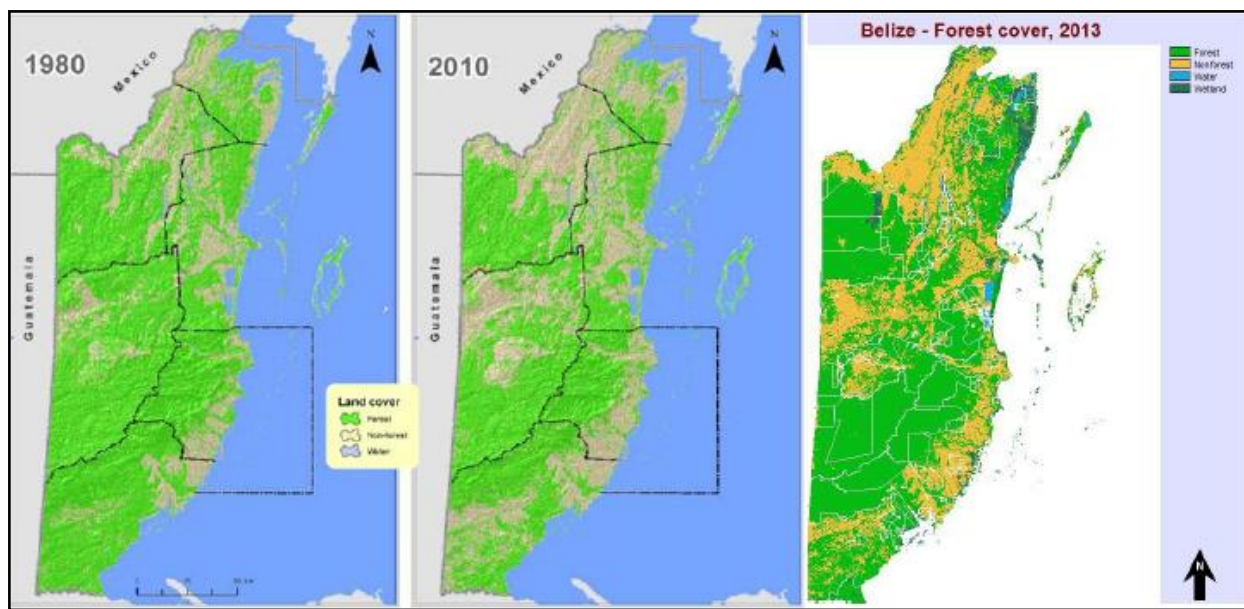 1980
Mexico
N
Guatemala
Land cover
Forest
Non-forest
Water
2010
Mexico
N
Guatemala
Belize - Forest cover, 2013
Forest
Nonforest
Water
Wetland
N